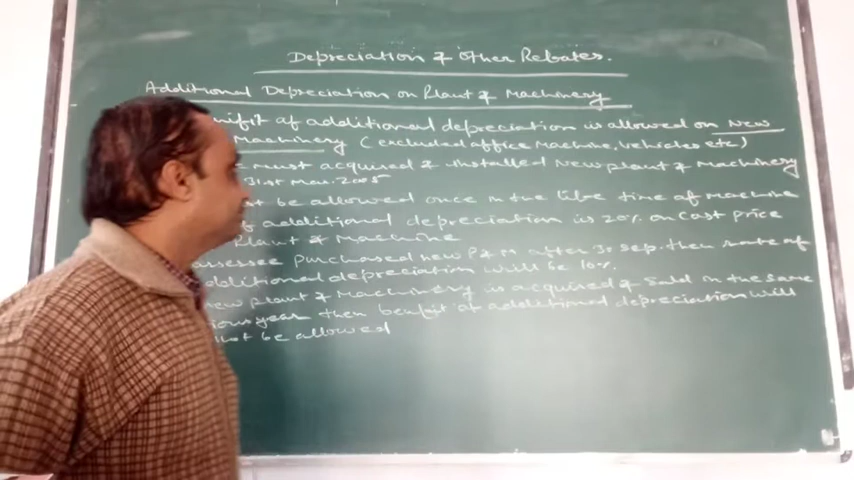 Depreciation & Other Rebates.
Additional Depreciation on Plant & Machinery
nifit of additional depreciation is allowed on New
Machinery (excluded office Machine, vehicles etc)
must acquired & installed New plant & Machinery
31st Mar. 2005
be allowed once in the life time of Machine
of additional depreciation is 20% on Cost price
Plant & Machine
assessee purchased new P & M after 30 Sep. then rate of
dditional depreciation will be 10%.
new plant & Machinery is acquired & Sold in the same
ious year then benifit of additional depreciation will
not be allowed